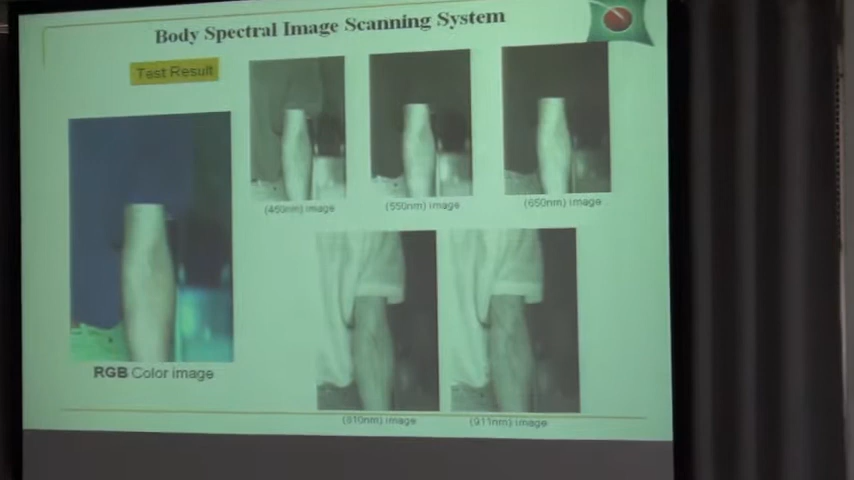 Body Spectral Image Scanning System
Test Result
(450nm) image
(550nm) image
(650nm) image
RGB Color image
(810nm) image
(911nm) image